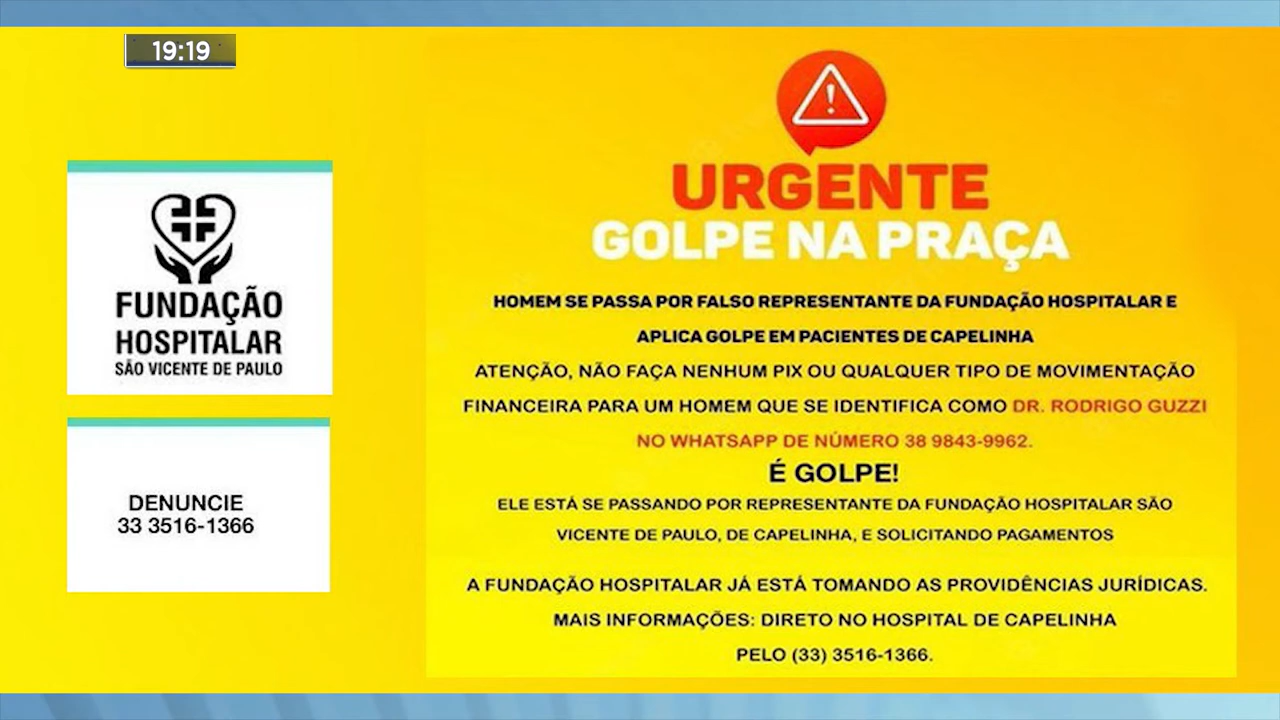 19:19
FUNDAÇÃO
HOSPITALAR
SÃO VICENTE DE PAULO
DENUNCIE
33 3516-1366
URGENTE
GOLPE NA PRAÇA
HOMEM SE PASSA POR FALSO REPRESENTANTE DA FUNDAÇÃO HOSPITALAR E
APLICA GOLPE EM PACIENTES DE CAPELINHA
ATENÇÃO, NÃO FAÇA NENHUM PIX OU QUALQUER TIPO DE MOVIMENTAÇÃO
FINANCEIRA PARA UM HOMEM QUE SE IDENTIFICA COMO DR. RODRIGO GUZZI
NO WHATSAPP DE NÚMERO 38 9843-9962.
É GOLPE!
ELE ESTÁ SE PASSANDO POR REPRESENTANTE DA FUNDAÇÃO HOSPITALAR SÃO
VICENTE DE PAULO, DE CAPELINHA, E SOLICITANDO PAGAMENTOS
A FUNDAÇÃO HOSPITALAR JÁ ESTÁ TOMANDO AS PROVIDÊNCIAS JURÍDICAS.
MAIS INFORMAÇÕES: DIRETO NO HOSPITAL DE CAPELINHA
PELO (33) 3516-1366.